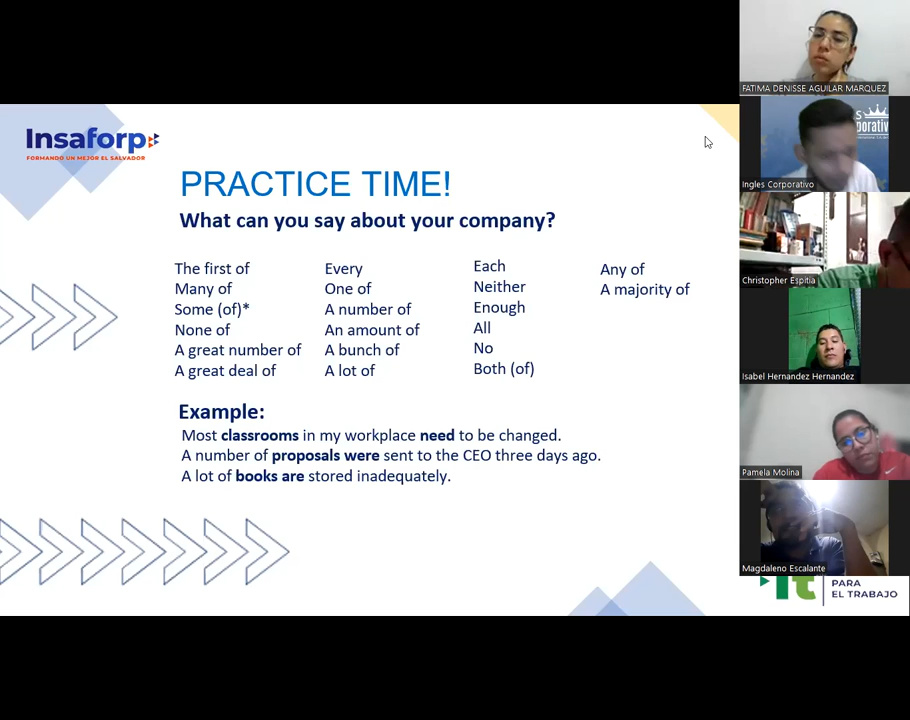 Insaforp
FORMANDO UN MEJOR EL SALVADOR
PRACTICE TIME!
What can you say about your company?
The first of
Many of
Some (of)*
None of
A great number of
A great deal of
Every
One of
A number of
An amount of
A bunch of
A lot of
Each
Neither
Enough
All
No
Both (of)
Any of
A majority of
Example:
Most classrooms in my workplace need to be changed.
A number of proposals were sent to the CEO three days ago.
A lot of books are stored inadequately.
FATIMA DENISSE AGUILAR MARQUEZ
Ingles Corporativo
Christopher Espitia
Isabel Hernandez Hernandez
Pamela Molina
Magdaleno Escalante
PARA
EL TRABAJO